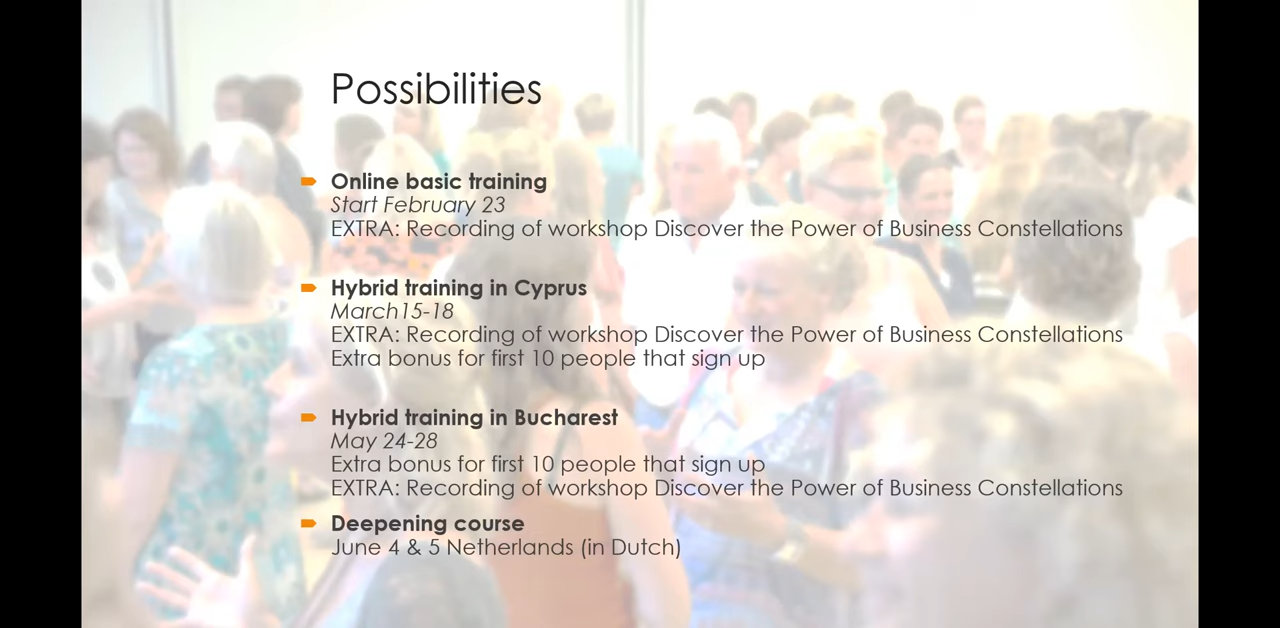 Possibilities
Online basic training
Start February 23
EXTRA: Recording of workshop Discover the Power of Business Constellations
Hybrid training in Cyprus
March15-18
EXTRA: Recording of workshop Discover the Power of Business Constellations
Extra bonus for first 10 people that sign up
Hybrid training in Bucharest
May 24-28
Extra bonus for first 10 people that sign up
EXTRA: Recording of workshop Discover the Power of Business Constellations
Deepening course
June 4 & 5 Netherlands (in Dutch)